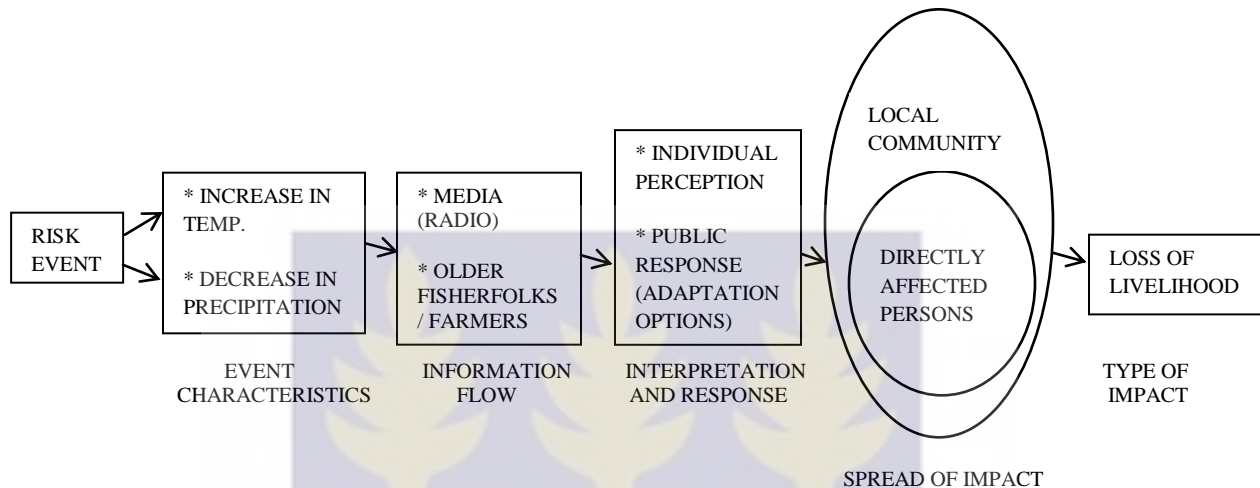 RISK
EVENT
* INCREASE IN
TEMP.
* DECREASE IN
PRECIPITATION
EVENT
CHARACTERISTICS
* MEDIA
(RADIO)
* OLDER
FISHERFOLKS
/ FARMERS
INFORMATION
FLOW
* INDIVIDUAL
PERCEPTION
* PUBLIC
RESPONSE
(ADAPTATION
OPTIONS)
INTERPRETATION
AND RESPONSE
LOCAL
COMMUNITY
DIRECTLY
AFFECTED
PERSONS
SPREAD OF IMPACT
LOSS OF
LIVELIHOOD
TYPE OF
IMPACT